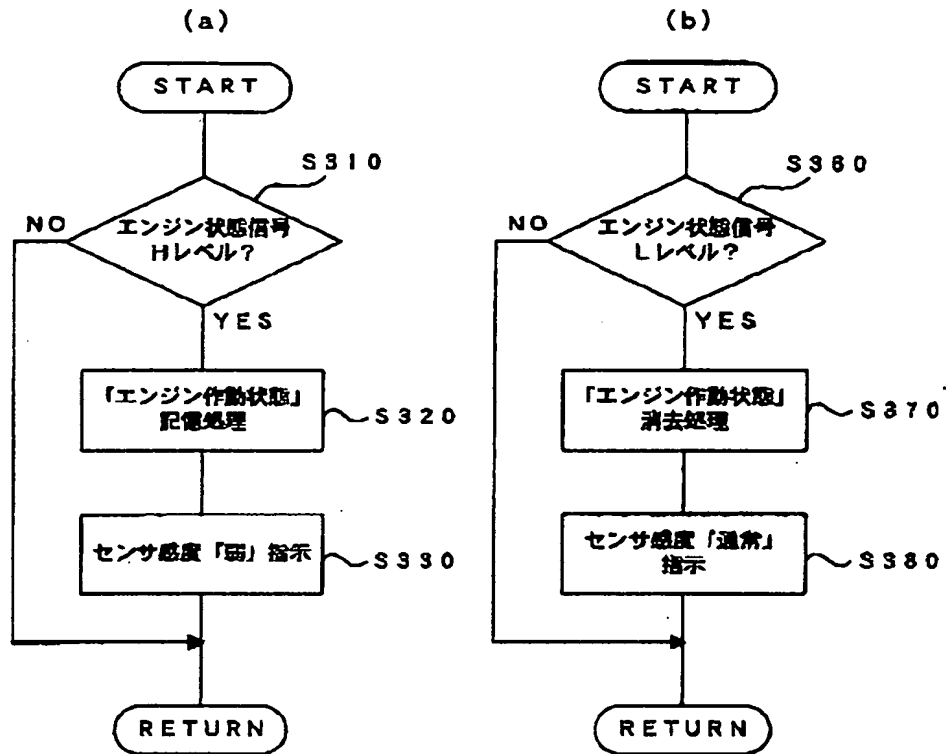 (a)
START
S310
NO
エンジン状態信号
Hレベル?
YES
「エンジン作動状態」
記憶処理
S320
センサ感度「弱」指示
S330
RETURN
(b)
START
S360
NO
エンジン状態信号
Lレベル?
YES
「エンジン作動状態」
消去処理
S370
センサ感度「通常」
指示
S380
RETURN